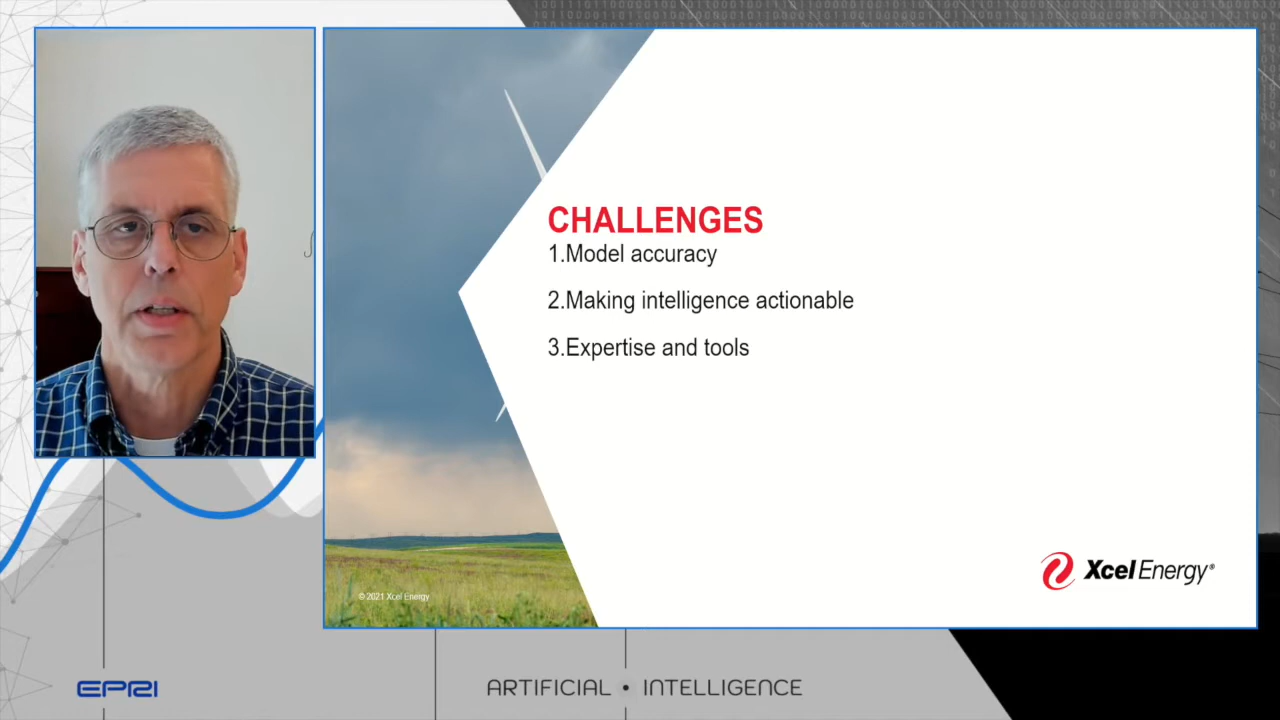 CHALLENGES
1.Model accuracy
2.Making intelligence actionable
3.Expertise and tools
© 2021 Xcel Energy
Xcel Energy®
EPRI
ARTIFICIAL • INTELLIGENCE